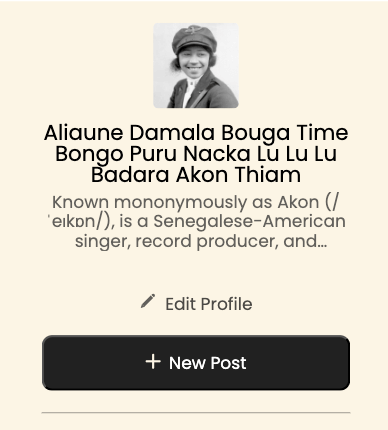 Aliaune Damala Bouga Time
Bongo Puru Nacka Lu Lu Lu
Badara Akon Thiam
Known mononymously as Akon (/
ˈeɪkɒn/), is a Senegalese-American
singer, record producer, and...
Edit Profile
+ New Post